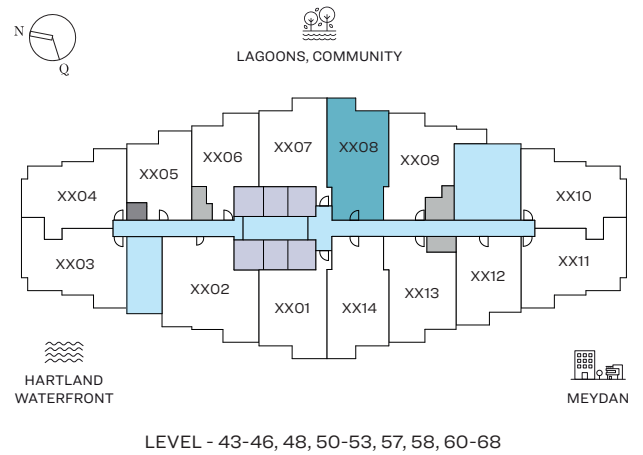 N
Q
LAGOONS, COMMUNITY
XX07
XX08
XX06
XX09
XX05
XX04
XX10
XX03
XX11
XX02
XX12
XX01
XX14
XX13
HARTLAND
WATERFRONT
MEYDAN
LEVEL - 43-46, 48, 50-53, 57, 58, 60-68